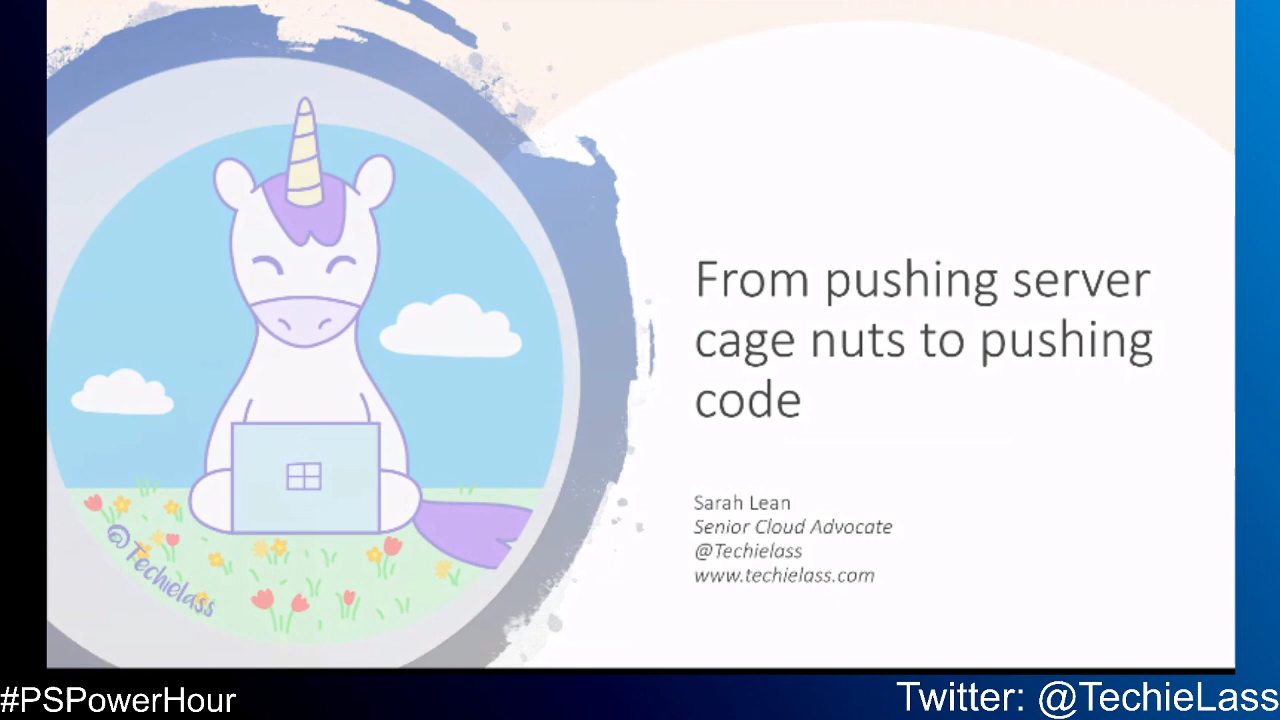 From pushing server
cage nuts to pushing
code
Sarah Lean
Senior Cloud Advocate
@Techielass
www.techielass.com
@Techielass
#PSPowerHour
Twitter: @TechieLass